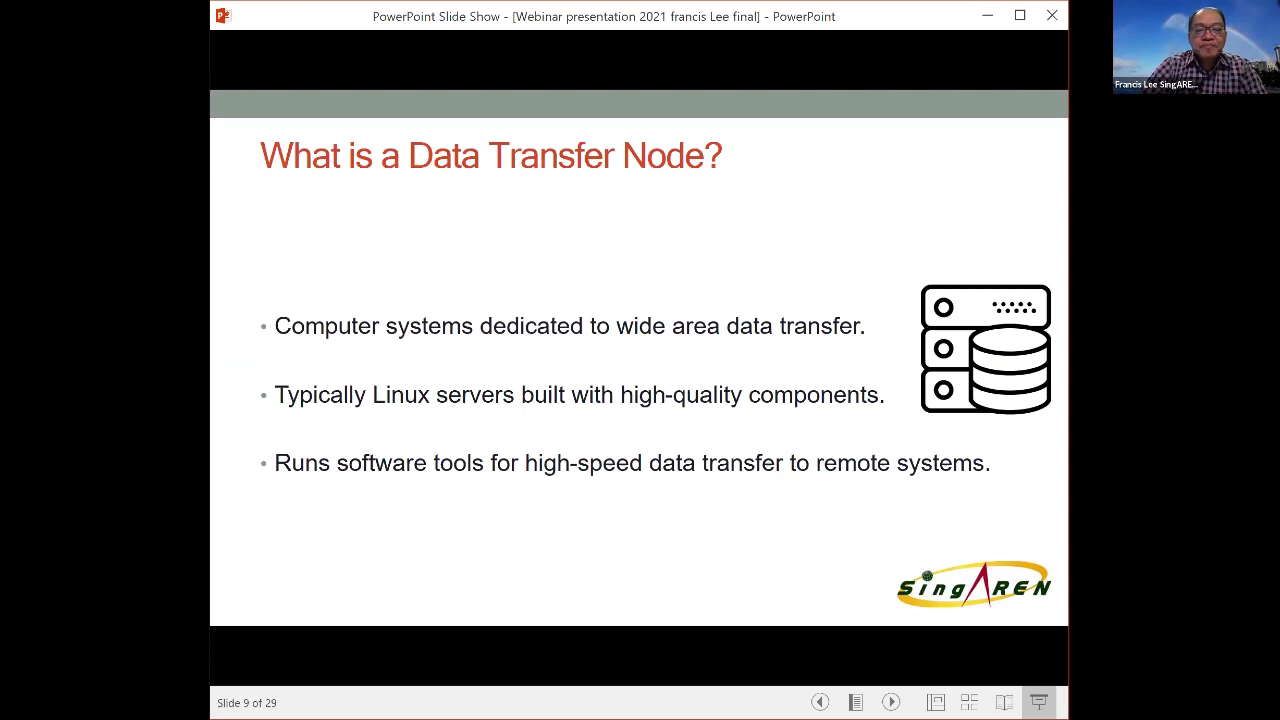 PowerPoint Slide Show - [Webinar presentation 2021 francis Lee final] - PowerPoint
Francis Lee SingARE...
What is a Data Transfer Node?
• Computer systems dedicated to wide area data transfer.
• Typically Linux servers built with high-quality components.
• Runs software tools for high-speed data transfer to remote systems.
SingAREN
Slide 9 of 29